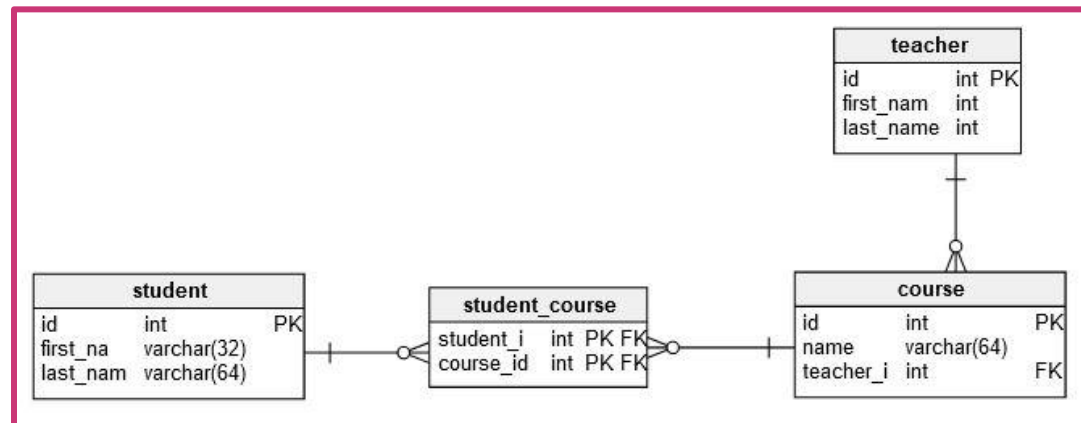 teacher
id int PK
first_nam int
last_name int
student
id int PK
first_na varchar(32)
last_nam varchar(64)
student_course
student_i int PK FK
course_id int PK FK
course
id int PK
name varchar(64)
teacher_i int FK